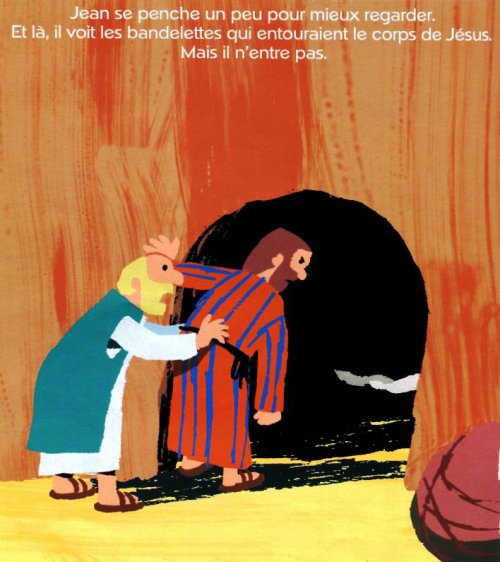 Jean se penche un peu pour mieux regarder.
Et là, il voit les bandelettes qui entouraient le corps de Jésus.
Mais il n'entre pas.